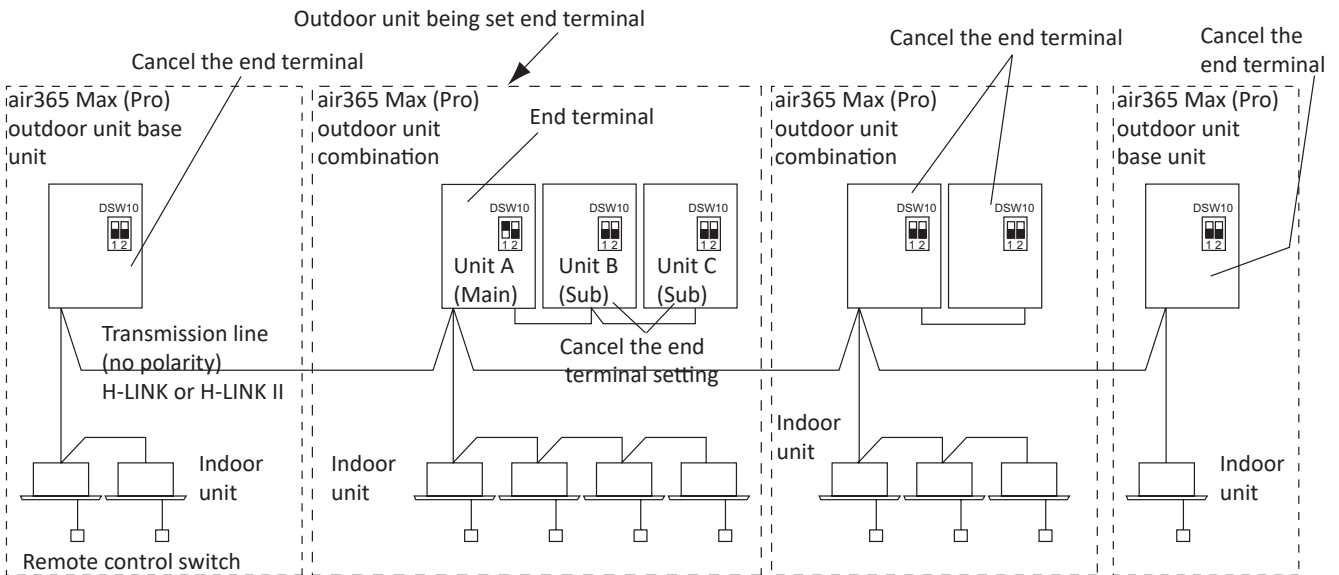 Outdoor unit being set end terminal
Cancel the end terminal
Cancel the end terminal
Cancel the
end terminal
air365 Max (Pro)
outdoor unit base
unit
air365 Max (Pro)
outdoor unit
combination
End terminal
air365 Max (Pro)
outdoor unit
combination
air365 Max (Pro)
outdoor unit
base unit
DSW10
1 2
DSW10
1 2
Unit A
(Main)
DSW10
1 2
Unit B
(Sub)
DSW10
1 2
Unit C
(Sub)
DSW10
1 2
DSW10
1 2
DSW10
1 2
Transmission line
(no polarity)
H-LINK or H-LINK II
Cancel the end
terminal setting
Indoor
unit
Indoor
unit
Indoor
unit
Indoor
unit
Remote control switch